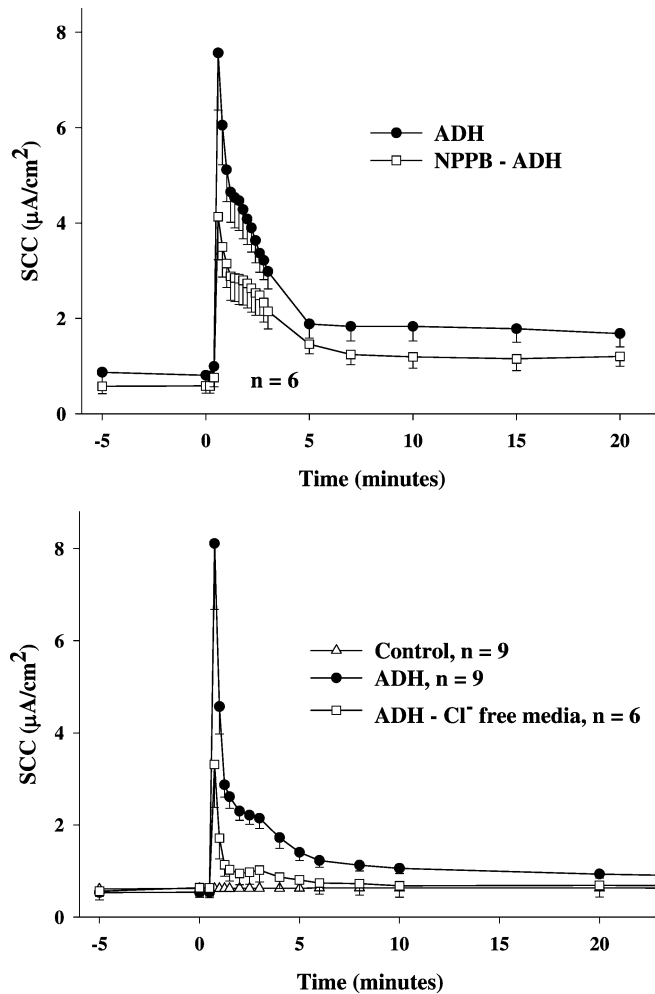 8
6
4
2
0
SCC (µA/cm²)
ADH
NPPB - ADH
n = 6
-5 0 5 10 15 20
Time (minutes)
8
6
4
2
0
SCC (µA/cm²)
Control, n = 9
ADH, n = 9
ADH - Cl⁻ free media, n = 6
-5 0 5 10 15 20
Time (minutes)